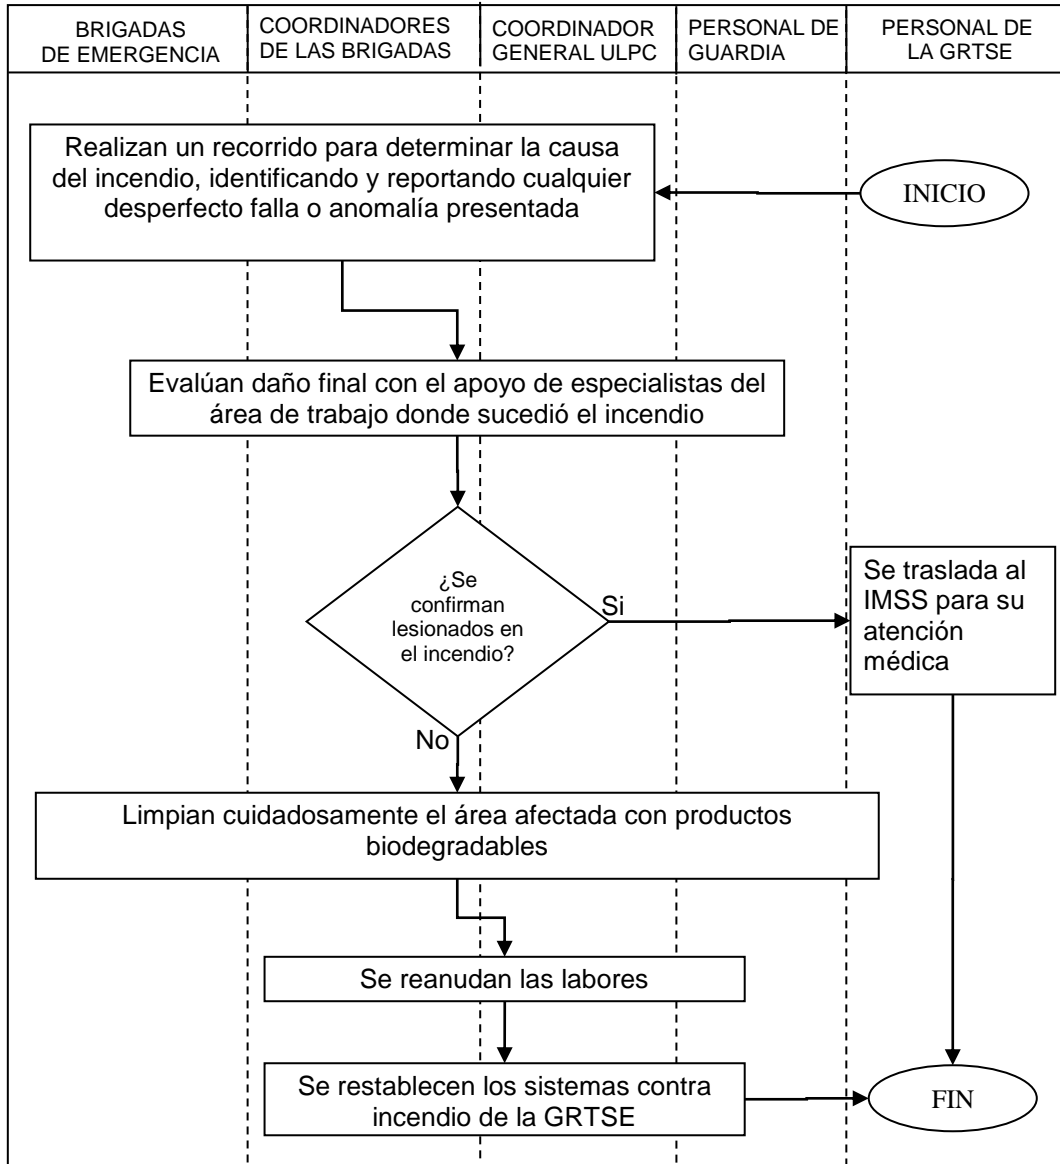 BRIGADAS
DE EMERGENCIA
COORDINADORES
DE LAS BRIGADAS
COORDINADOR
GENERAL ULPC
PERSONAL DE
GUARDIA
PERSONAL DE
LA GRTSE
Realizan un recorrido para determinar la causa
del incendio, identificando y reportando cualquier
desperfecto falla o anomalía presentada
INICIO
Evalúan daño final con el apoyo de especialistas del
área de trabajo donde sucedió el incendio
¿Se
confirman
lesionados en
el incendio?
Si
Se traslada al
IMSS para su
atención
médica
No
Limpian cuidadosamente el área afectada con productos
biodegradables
Se reanudan las labores
Se restablecen los sistemas contra
incendio de la GRTSE
FIN